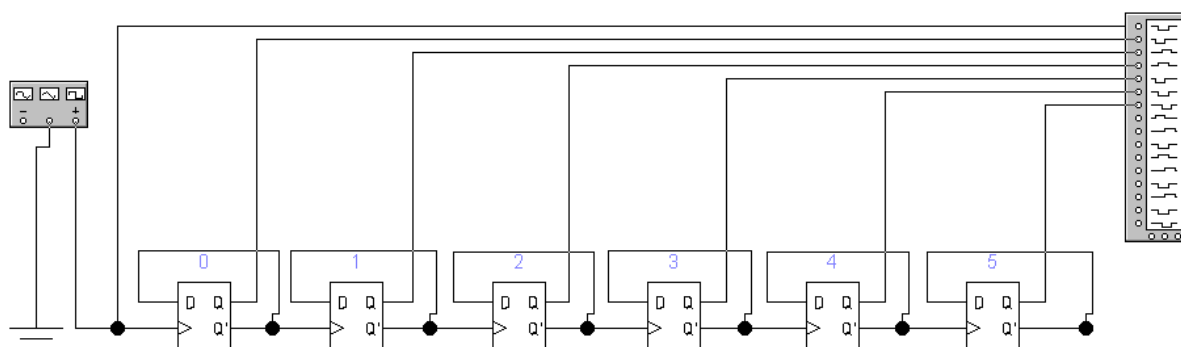 − +
0 1 2 3 4 5
D Q D Q D Q D Q D Q D Q
Q' Q' Q' Q' Q' Q'